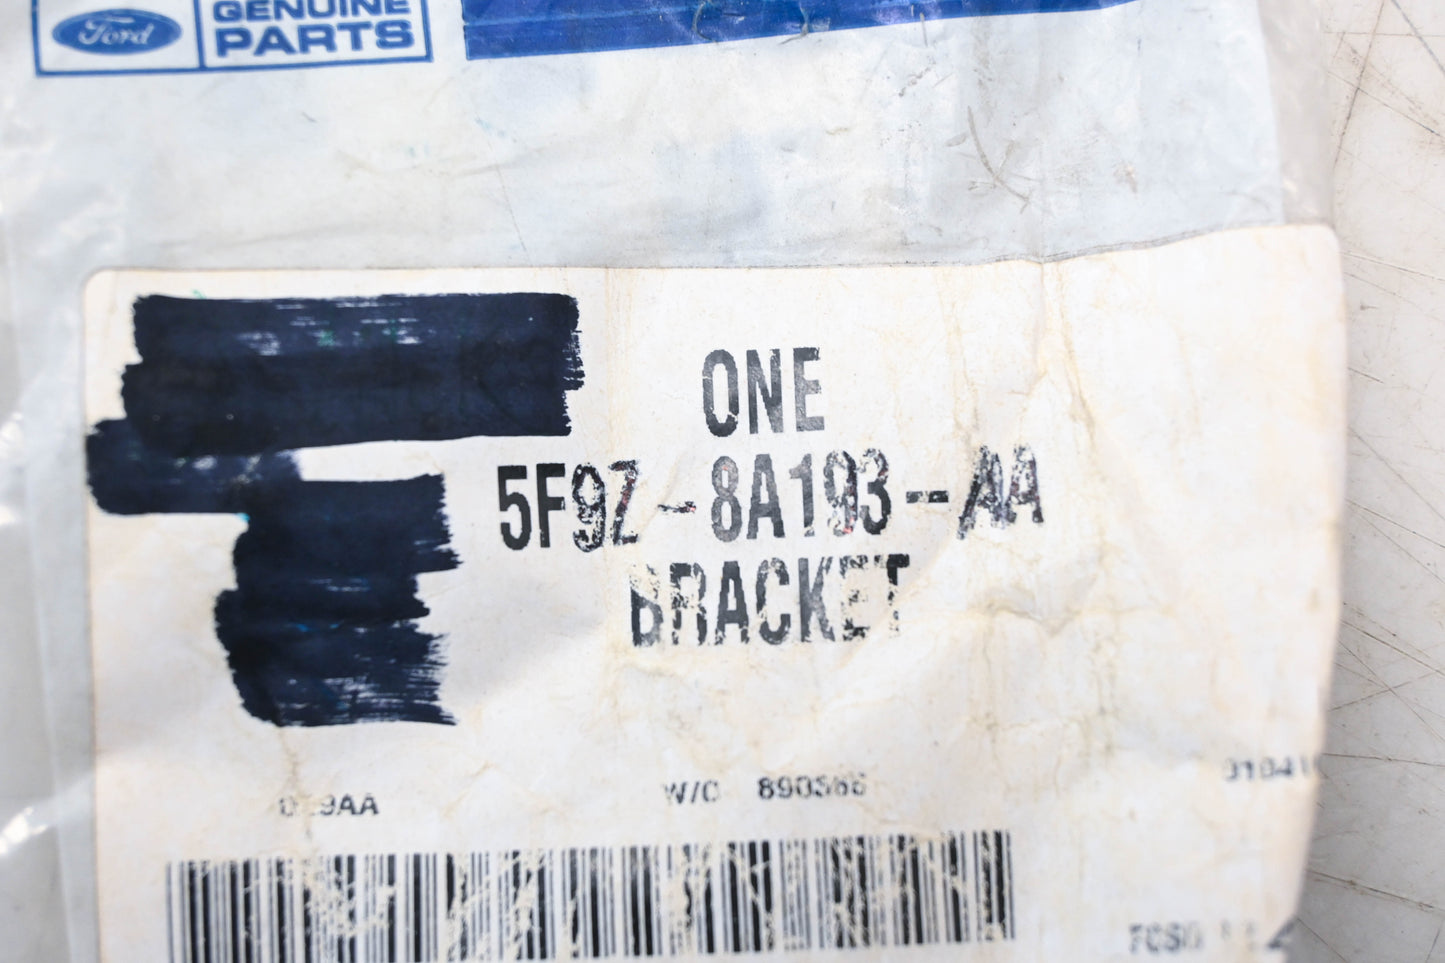 Ford
GENUINE
PARTS
ONE
5F9Z-8A193-AA
BRACKET
W/O